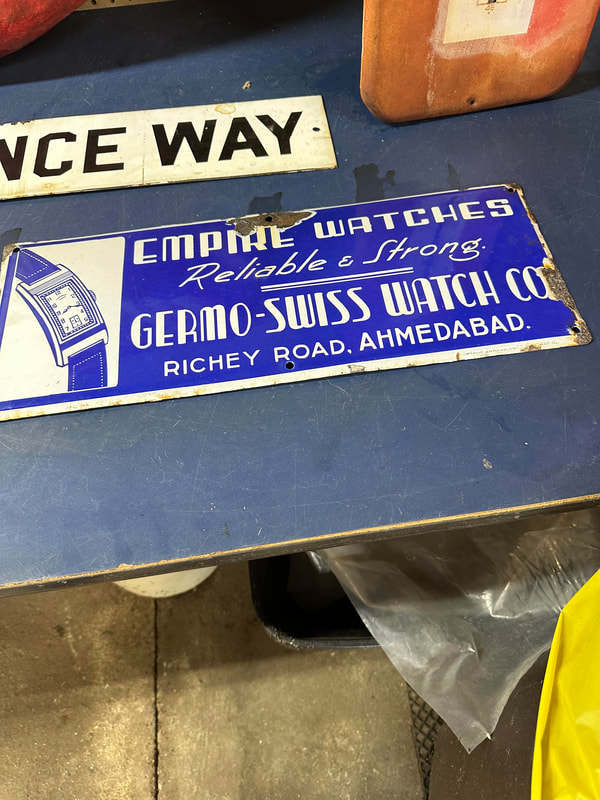 NCE WAY
EMPIRE WATCHES
Reliable & Strong.
GERMO-SWISS WATCH CO
RICHEY ROAD, AHMEDABAD.